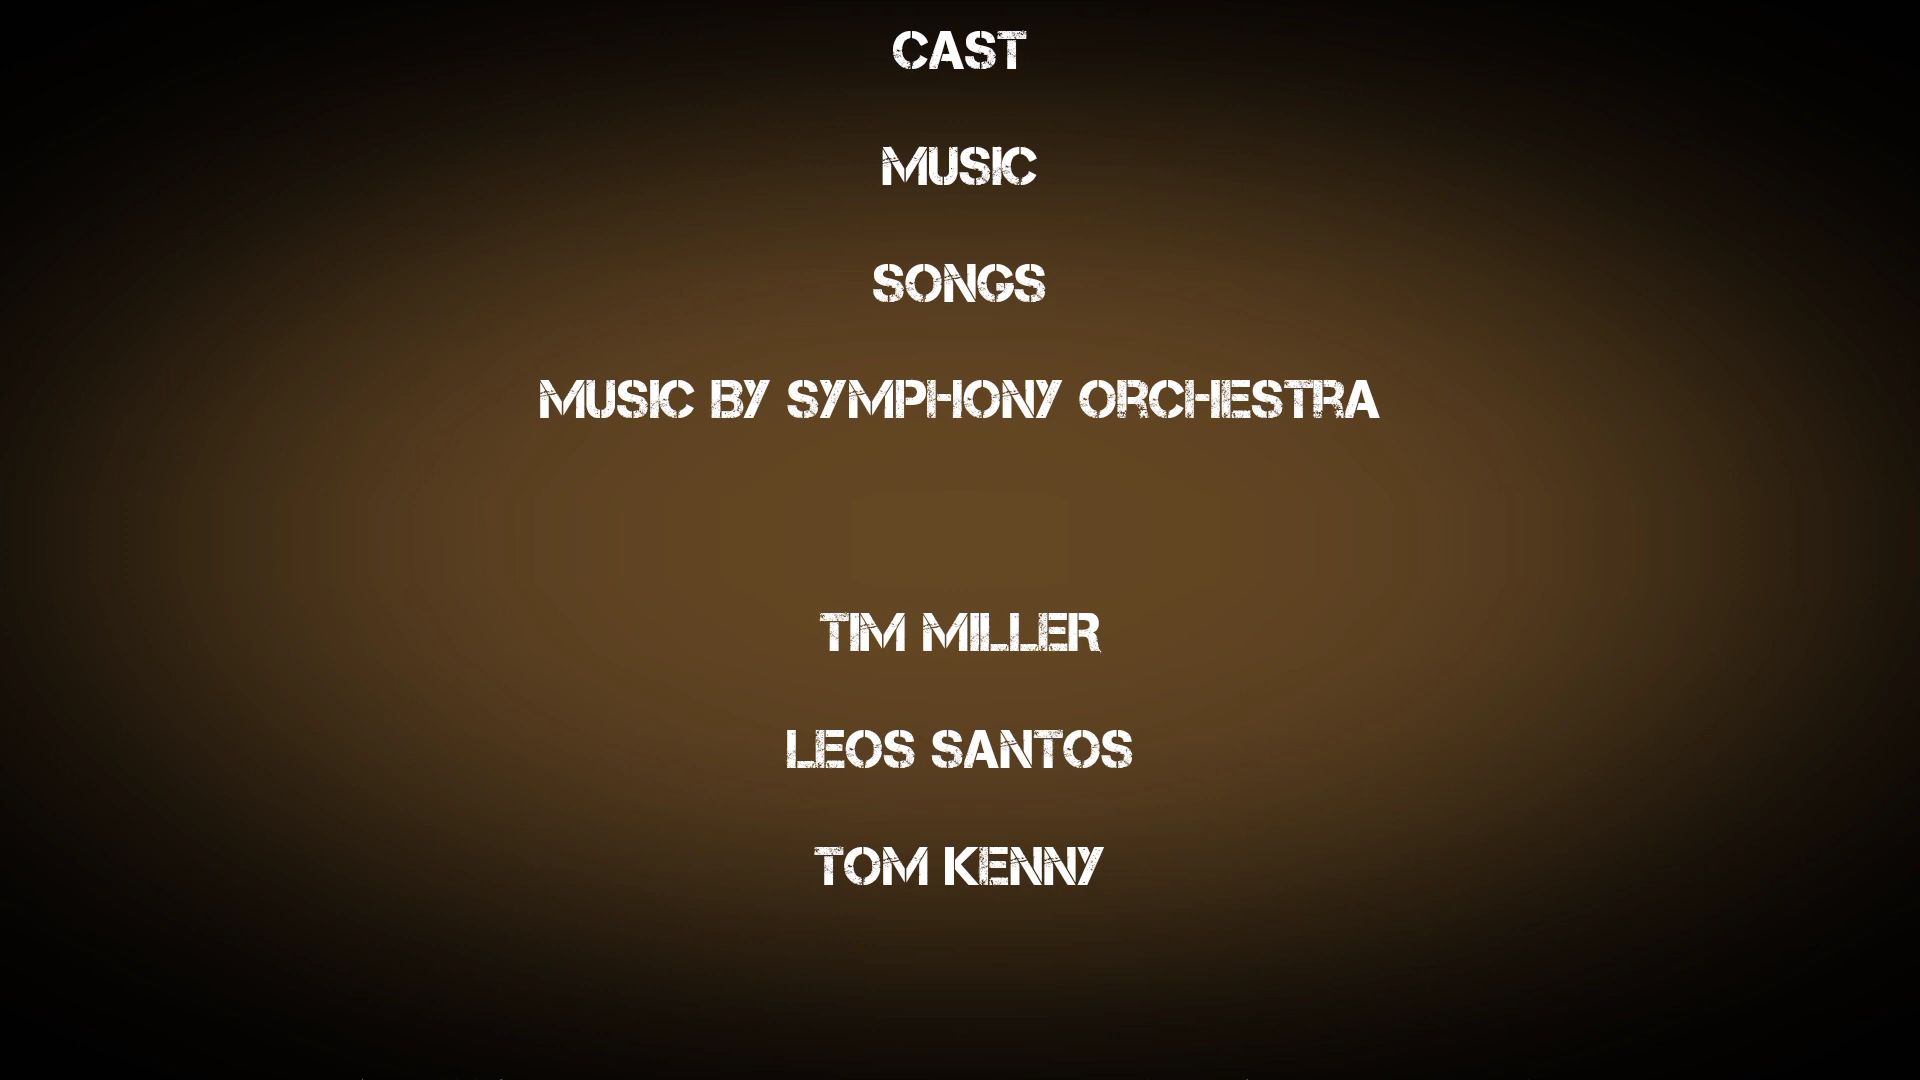 CAST
MUSIC
SONGS
MUSIC BY SYMPHONY ORCHESTRA
TIM MILLER
LEOS SANTOS
TOM KENNY